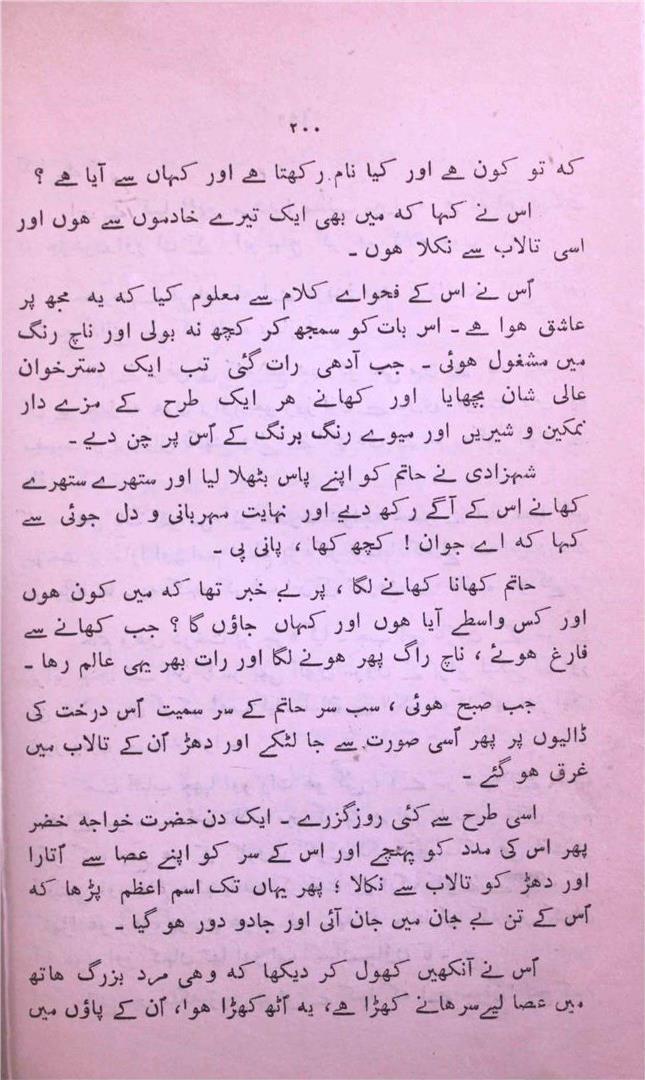 ۲۰۰
کہ تو کون ہے اور کیا نام رکھتا ہے اور کہاں سے آیا ہے ؟
اس نے کہا کہ میں بھی ایک تیرے خادموں سے ہوں اور
اسی تالاب سے نکلا ہوں ۔
اُس نے اس کے فحوائے کلام سے معلوم کیا کہ یہ مجھ پر
عاشق ہوا ہے ۔ اس بات کو سمجھ کر کچھ نہ بولی اور ناچ رنگ
میں مشغول ہوئی ۔ جب آدھی رات گئی تب ایک دسترخوان
عالی شان بچھایا اور کھانے ہر ایک طرح کے مزے دار
نمکین و شیریں اور میوے رنگ برنگ کے اُس پر چن دیے ۔
شہزادی نے حاتم کو اپنے پاس بٹھلا لیا اور ستھرے ستھرے
کھانے اس کے آگے رکھ دیے اور نہایت مہربانی و دل جوئی سے
کہا کہ اے جوان ! کچھ کھا ، پانی پی ۔
حاتم کھانا کھانے لگا ، پر بے خبر تھا کہ میں کون ہوں
اور کس واسطے آیا ہوں اور کہاں جاؤں گا ؟ جب کھانے سے
فارغ ہوئے ، ناچ راگ پھر ہونے لگا اور رات بھر یہی عالم رہا ۔
جب صبح ہوئی ، سب سر حاتم کے سر سمیت اُس درخت کی
ڈالیوں پر پھر اُسی صورت سے جا لٹکے اور دھڑ اُن کے تالاب میں
غرق ہو گئے ۔
اسی طرح سے کئی روز گزرے ۔ ایک دن حضرت خواجہ خضر
پھر اس کی مدد کو پہنچے اور اس کے سر کو اپنے عصا سے اُتارا
اور دھڑ کو تالاب سے نکالا ؛ پھر یہاں تک اسم اعظم پڑھا کہ
اُس کے تن بے جان میں جان آئی اور جادو دور ہو گیا ۔
اُس نے آنکھیں کھول کر دیکھا کہ وہی مرد بزرگ ہاتھ
میں عصا لیے سرہانے کھڑا ہے، یہ اُٹھ کھڑا ہوا، اُن کے پاؤں میں